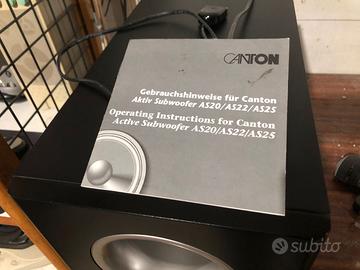 CANTON
Gebrauchshinweise für Canton
Aktiv Subwoofer AS20/AS22/AS25
Operating Instructions for Canton
Active Subwoofer AS20/AS22/AS25
subito